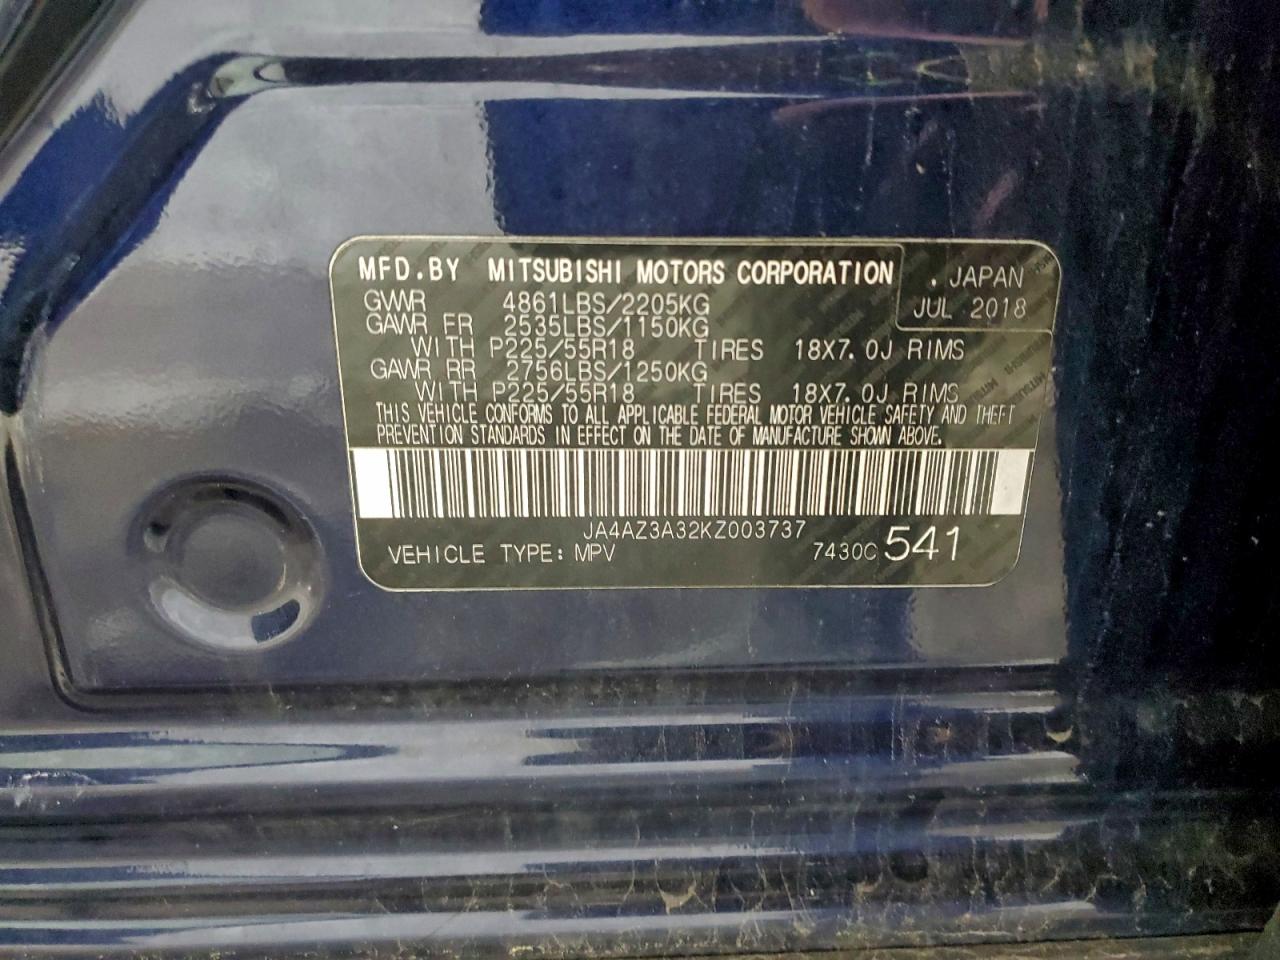 MFD.BY MITSUBISHI MOTORS CORPORATION
. JAPAN
JUL 2018
GVWR 4861LBS/2205KG
GAWR FR 2535LBS/1150KG
WITH P225/55R18 TIRES 18X7.0J RIMS
GAWR RR 2756LBS/1250KG
WITH P225/55R18 TIRES 18X7.0J RIMS
THIS VEHICLE CONFORMS TO ALL APPLICABLE FEDERAL MOTOR VEHICLE SAFETY AND THEFT
PREVENTION STANDARDS IN EFFECT ON THE DATE OF MANUFACTURE SHOWN ABOVE.
JA4AZ3A32KZ003737
VEHICLE TYPE: MPV 7430C 541